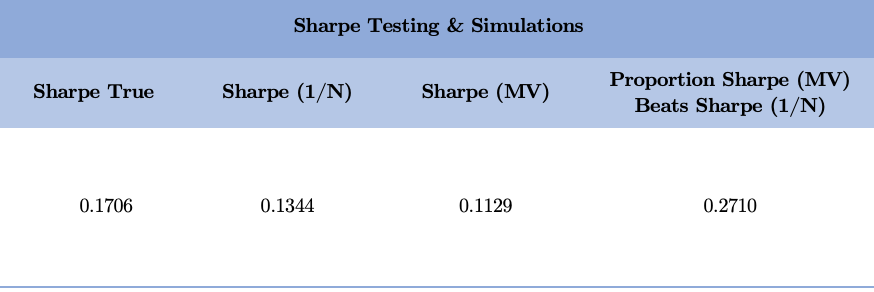 Sharpe Testing & Simulations
Sharpe True Sharpe (1/N) Sharpe (MV) Proportion Sharpe (MV)
Beats Sharpe (1/N)
0.1706 0.1344 0.1129 0.2710